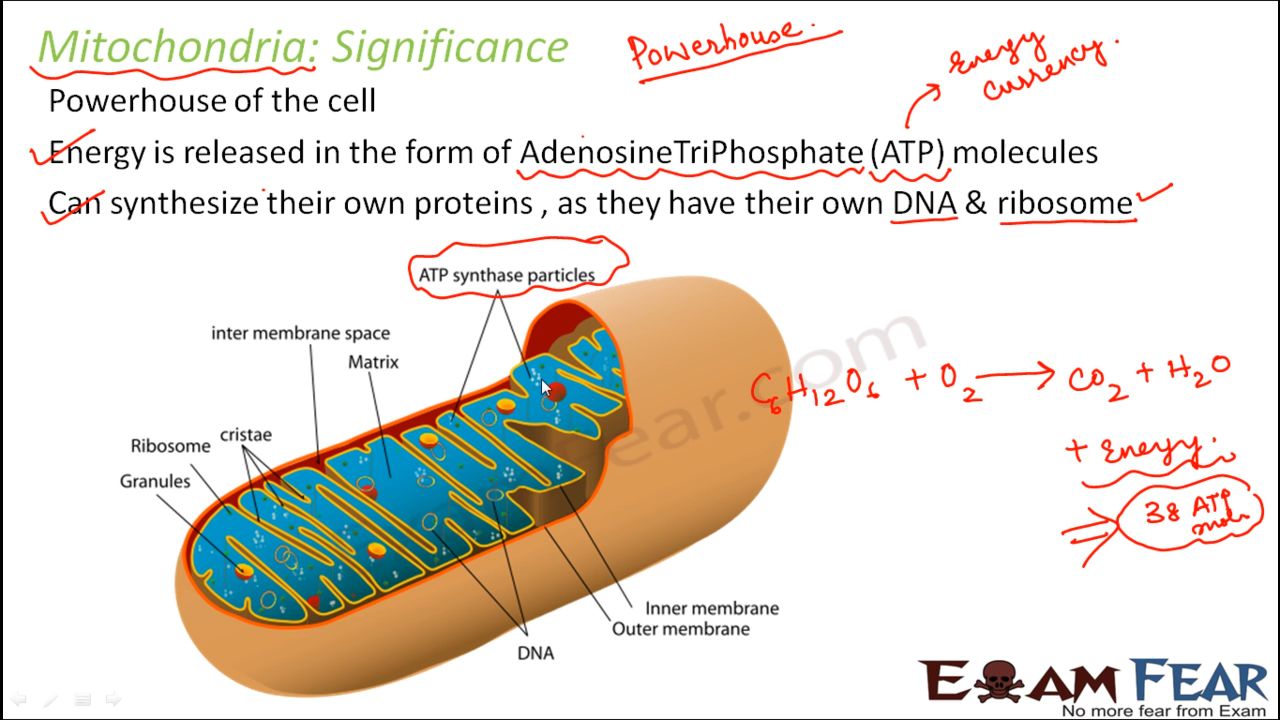 Mitochondria: Significance
Powerhouse.
Energy
currency.
Powerhouse of the cell
Energy is released in the form of AdenosineTriPhosphate (ATP) molecules
Can synthesize their own proteins , as they have their own DNA & ribosome
ATP synthase particles
inter membrane space
Matrix
cristae
Ribosome
Granules
C6H12O6 + O2 → CO2 + H2O
+ Energy.
38 ATP
Inner membrane
Outer membrane
DNA
fear.com
EXAM FEAR
No more fear from Exam